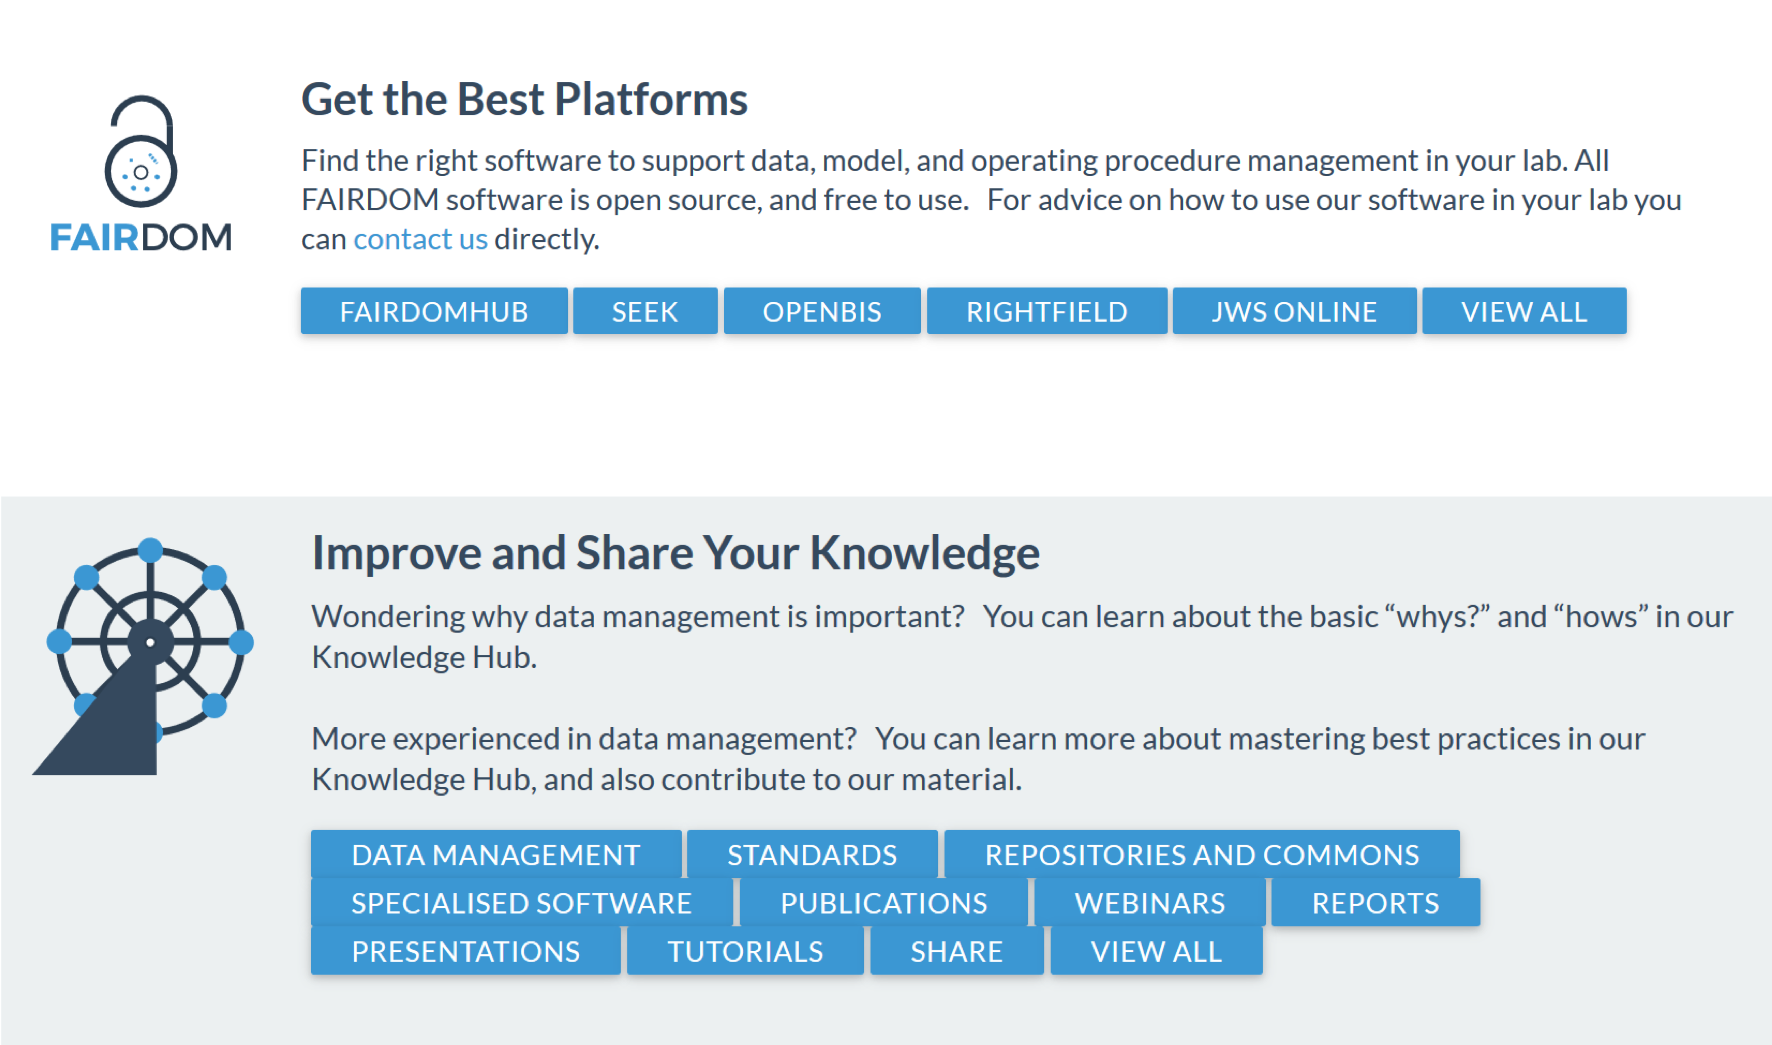 Get the Best Platforms
Find the right software to support data, model, and operating procedure management in your lab. All
FAIRDOM software is open source, and free to use.   For advice on how to use our software in your lab you
can contact us directly.
FAIRDOM
FAIRDOMHUB SEEK OPENBIS RIGHTFIELD JWS ONLINE VIEW ALL
Improve and Share Your Knowledge
Wondering why data management is important?   You can learn about the basic “whys?” and “hows” in our
Knowledge Hub.
More experienced in data management?   You can learn more about mastering best practices in our
Knowledge Hub, and also contribute to our material.
DATA MANAGEMENT STANDARDS REPOSITORIES AND COMMONS
SPECIALISED SOFTWARE PUBLICATIONS WEBINARS REPORTS
PRESENTATIONS TUTORIALS SHARE VIEW ALL